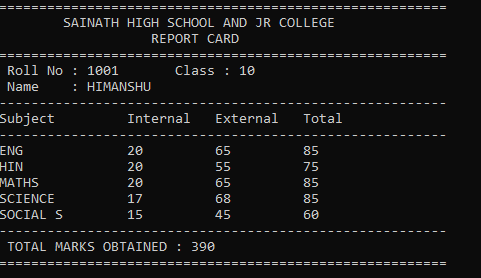 ========================================================
SAINATH HIGH SCHOOL AND JR COLLEGE
REPORT CARD
========================================================
Roll No : 1001       Class : 10
Name    : HIMANSHU
--------------------------------------------------------
Subject         Internal   External   Total
--------------------------------------------------------
ENG             20         65         85
HIN             20         55         75
MATHS           20         65         85
SCIENCE         17         68         85
SOCIAL S        15         45         60
--------------------------------------------------------
TOTAL MARKS OBTAINED : 390
========================================================